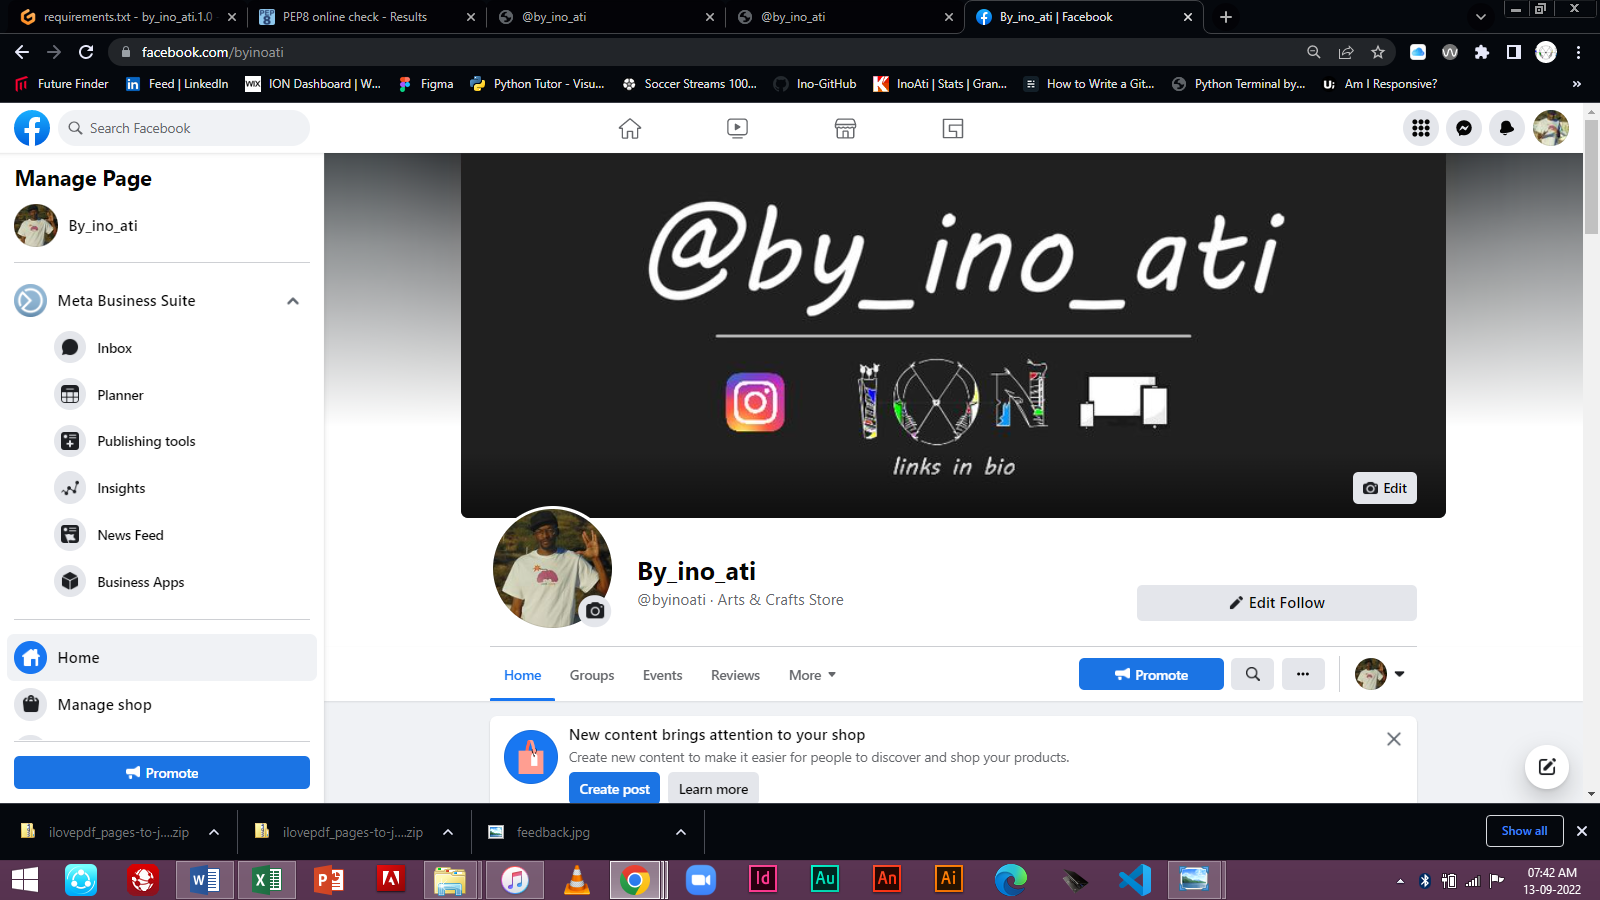 requirements.txt - by_ino_ati.1.0
PEP8 online check - Results
@by_ino_ati
@by_ino_ati
By_ino_ati | Facebook
facebook.com/byinoati
Future Finder
Feed | LinkedIn
WIX
ION Dashboard | W...
Figma
Python Tutor - Visu...
Soccer Streams 100...
Ino-GitHub
InoAti | Stats | Gran...
How to Write a Git...
Python Terminal by...
Am I Responsive?
Search Facebook
Manage Page
By_ino_ati
Meta Business Suite
Inbox
Planner
Publishing tools
Insights
News Feed
Business Apps
Home
Manage shop
Promote
@by_ino_ati
ION
links in bio
Edit
By_ino_ati
@byinoati · Arts & Crafts Store
Edit Follow
Home
Groups
Events
Reviews
More
Promote
New content brings attention to your shop
Create new content to make it easier for people to discover and shop your products.
Create post
Learn more
ilovepdf_pages-to-j....zip
ilovepdf_pages-to-j....zip
feedback.jpg
Show all
Id
Au
An
Ai
07:42 AM
13-09-2022